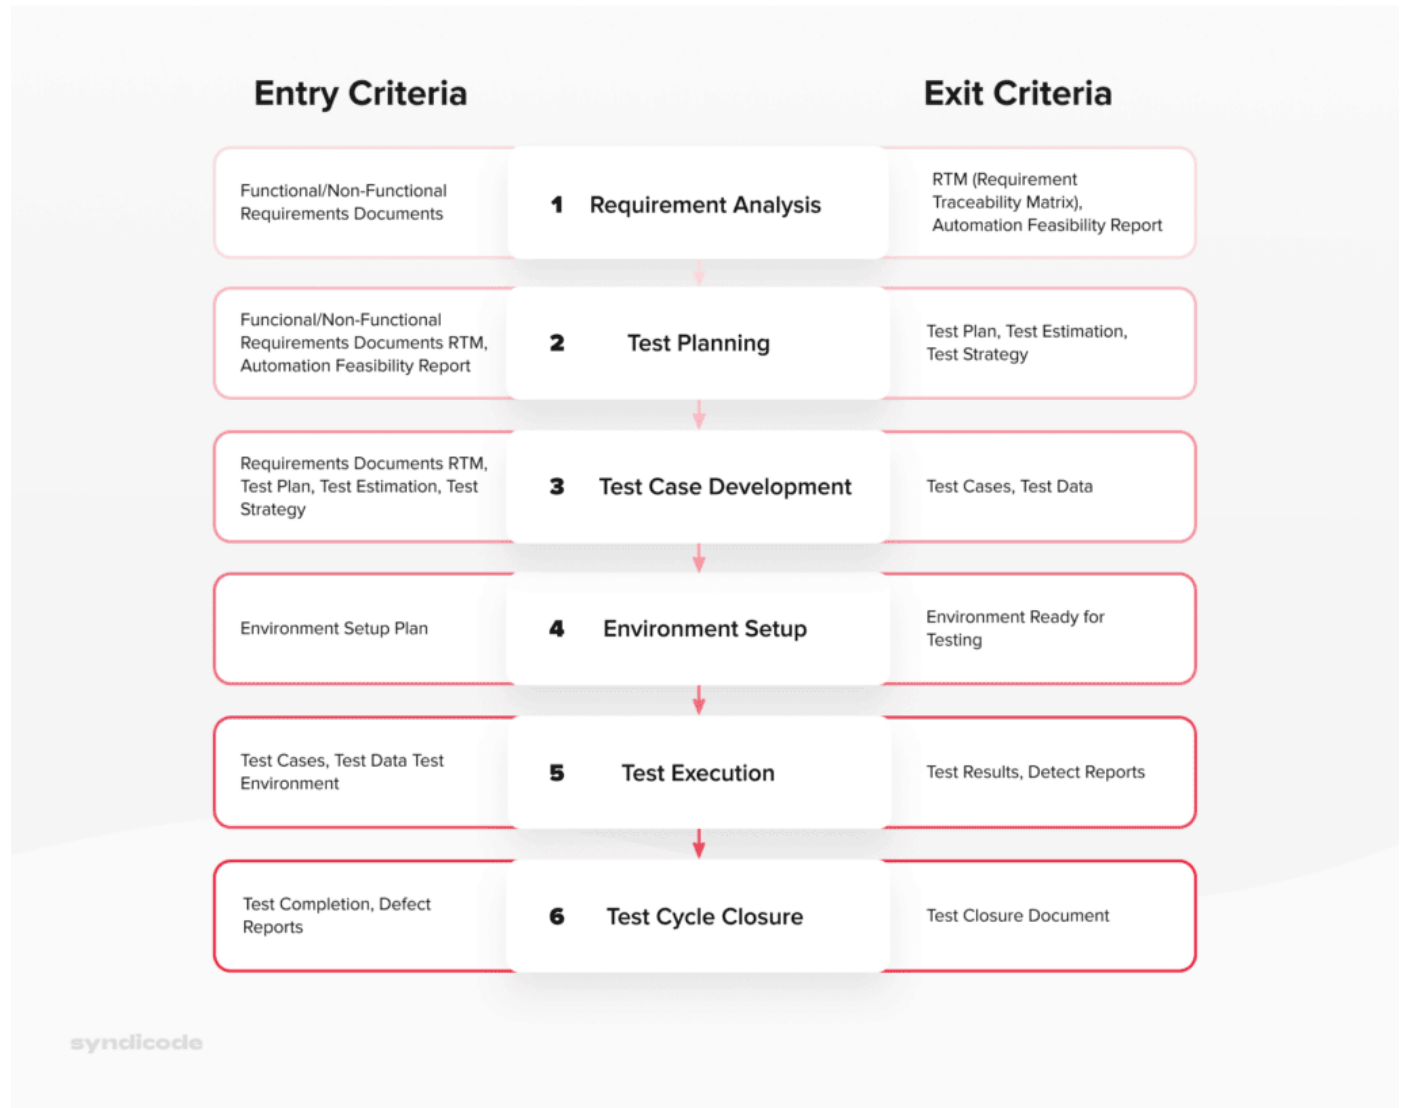 Entry Criteria
Exit Criteria
Functional/Non-Functional
Requirements Documents
1 Requirement Analysis
RTM (Requirement
Traceability Matrix),
Automation Feasibility Report
Funcional/Non-Functional
Requirements Documents RTM,
Automation Feasibility Report
2 Test Planning
Test Plan, Test Estimation,
Test Strategy
Requirements Documents RTM,
Test Plan, Test Estimation, Test
Strategy
3 Test Case Development
Test Cases, Test Data
Environment Setup Plan
4 Environment Setup
Environment Ready for
Testing
Test Cases, Test Data Test
Environment
5 Test Execution
Test Results, Detect Reports
Test Completion, Defect
Reports
6 Test Cycle Closure
Test Closure Document
syndicode